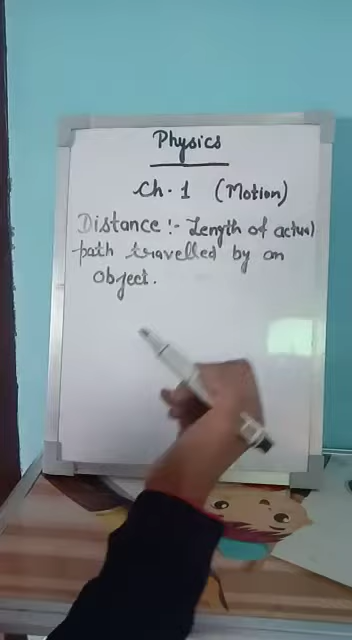 Physics
Ch. 1 (Motion)
Distance :- Length of actual
path travelled by an
Object.